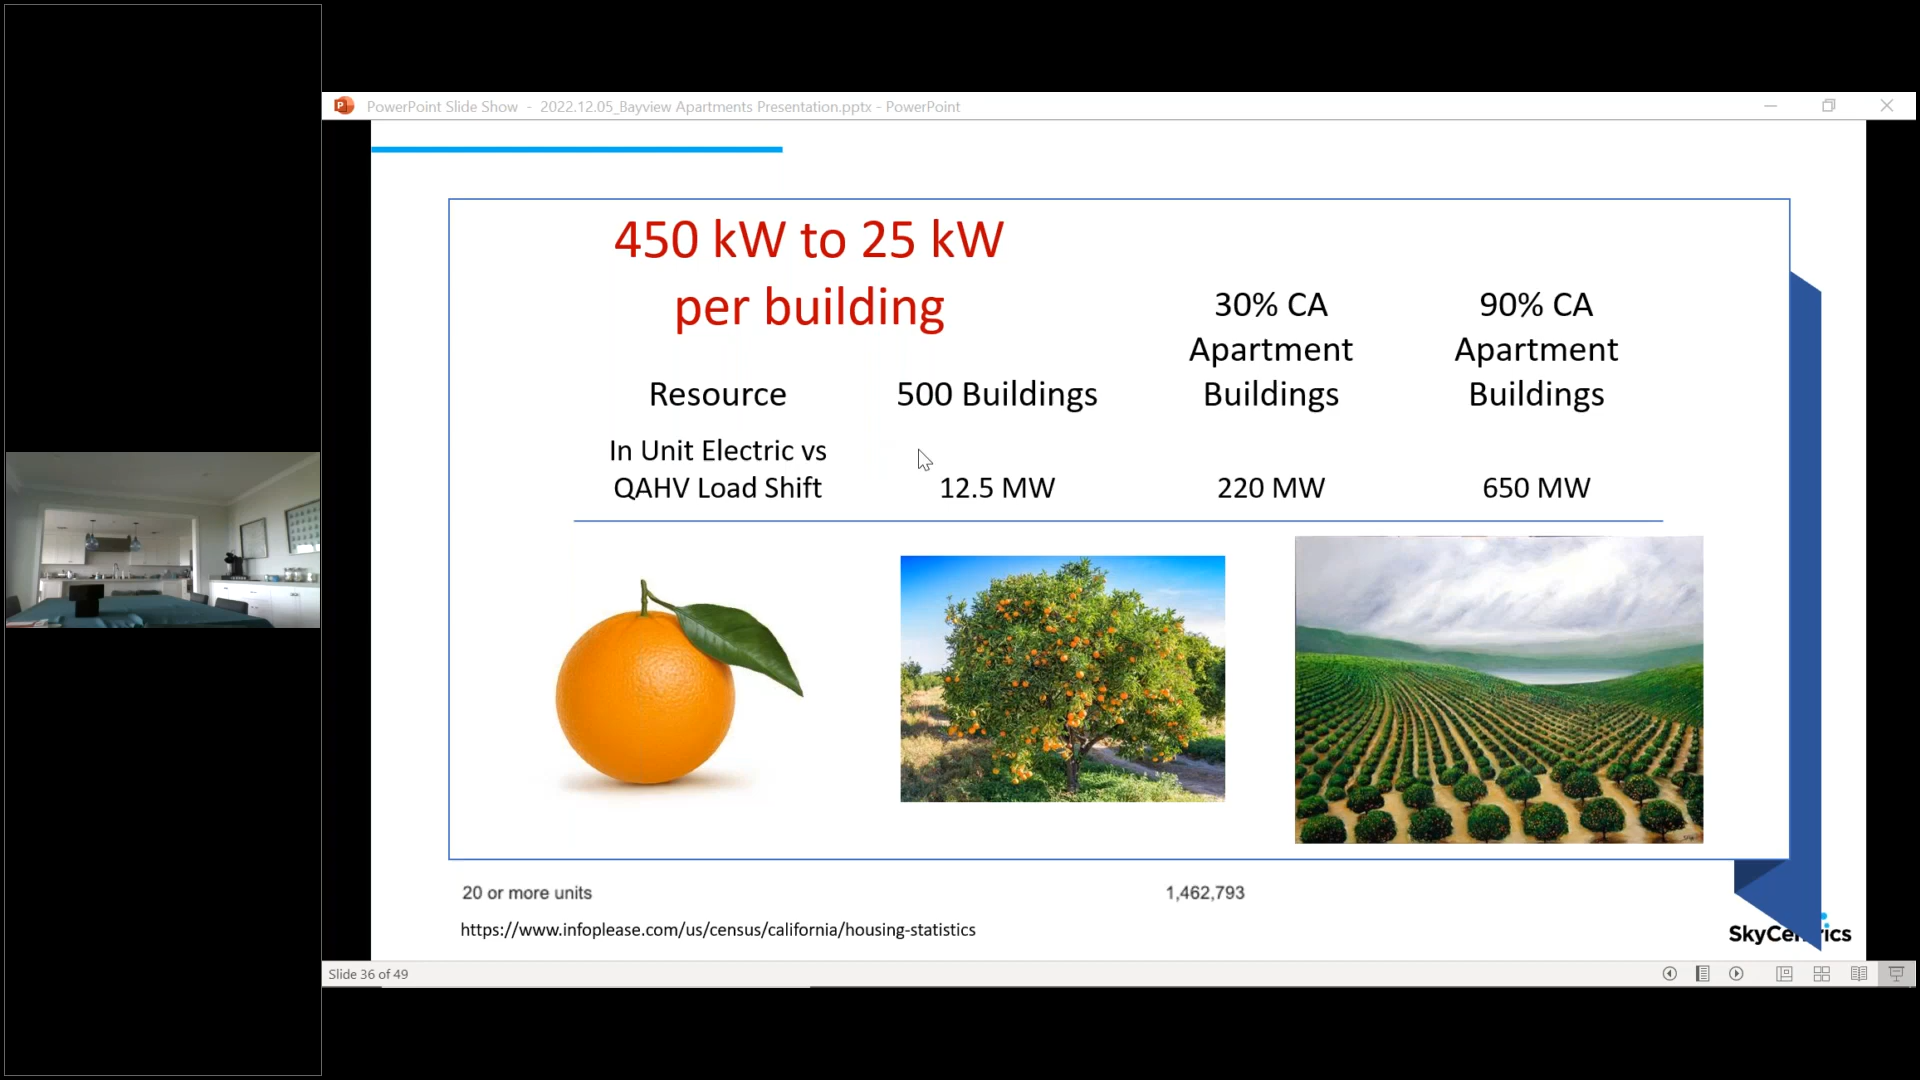 PowerPoint Slide Show - 2022.12.05_Bayview Apartments Presentation.pptx - PowerPoint
450 kW to 25 kW
per building
30% CA
Apartment
Buildings
90% CA
Apartment
Buildings
Resource
500 Buildings
In Unit Electric vs
QAHV Load Shift
12.5 MW
220 MW
650 MW
20 or more units
1,462,793
https://www.infoplease.com/us/census/california/housing-statistics
Slide 36 of 49